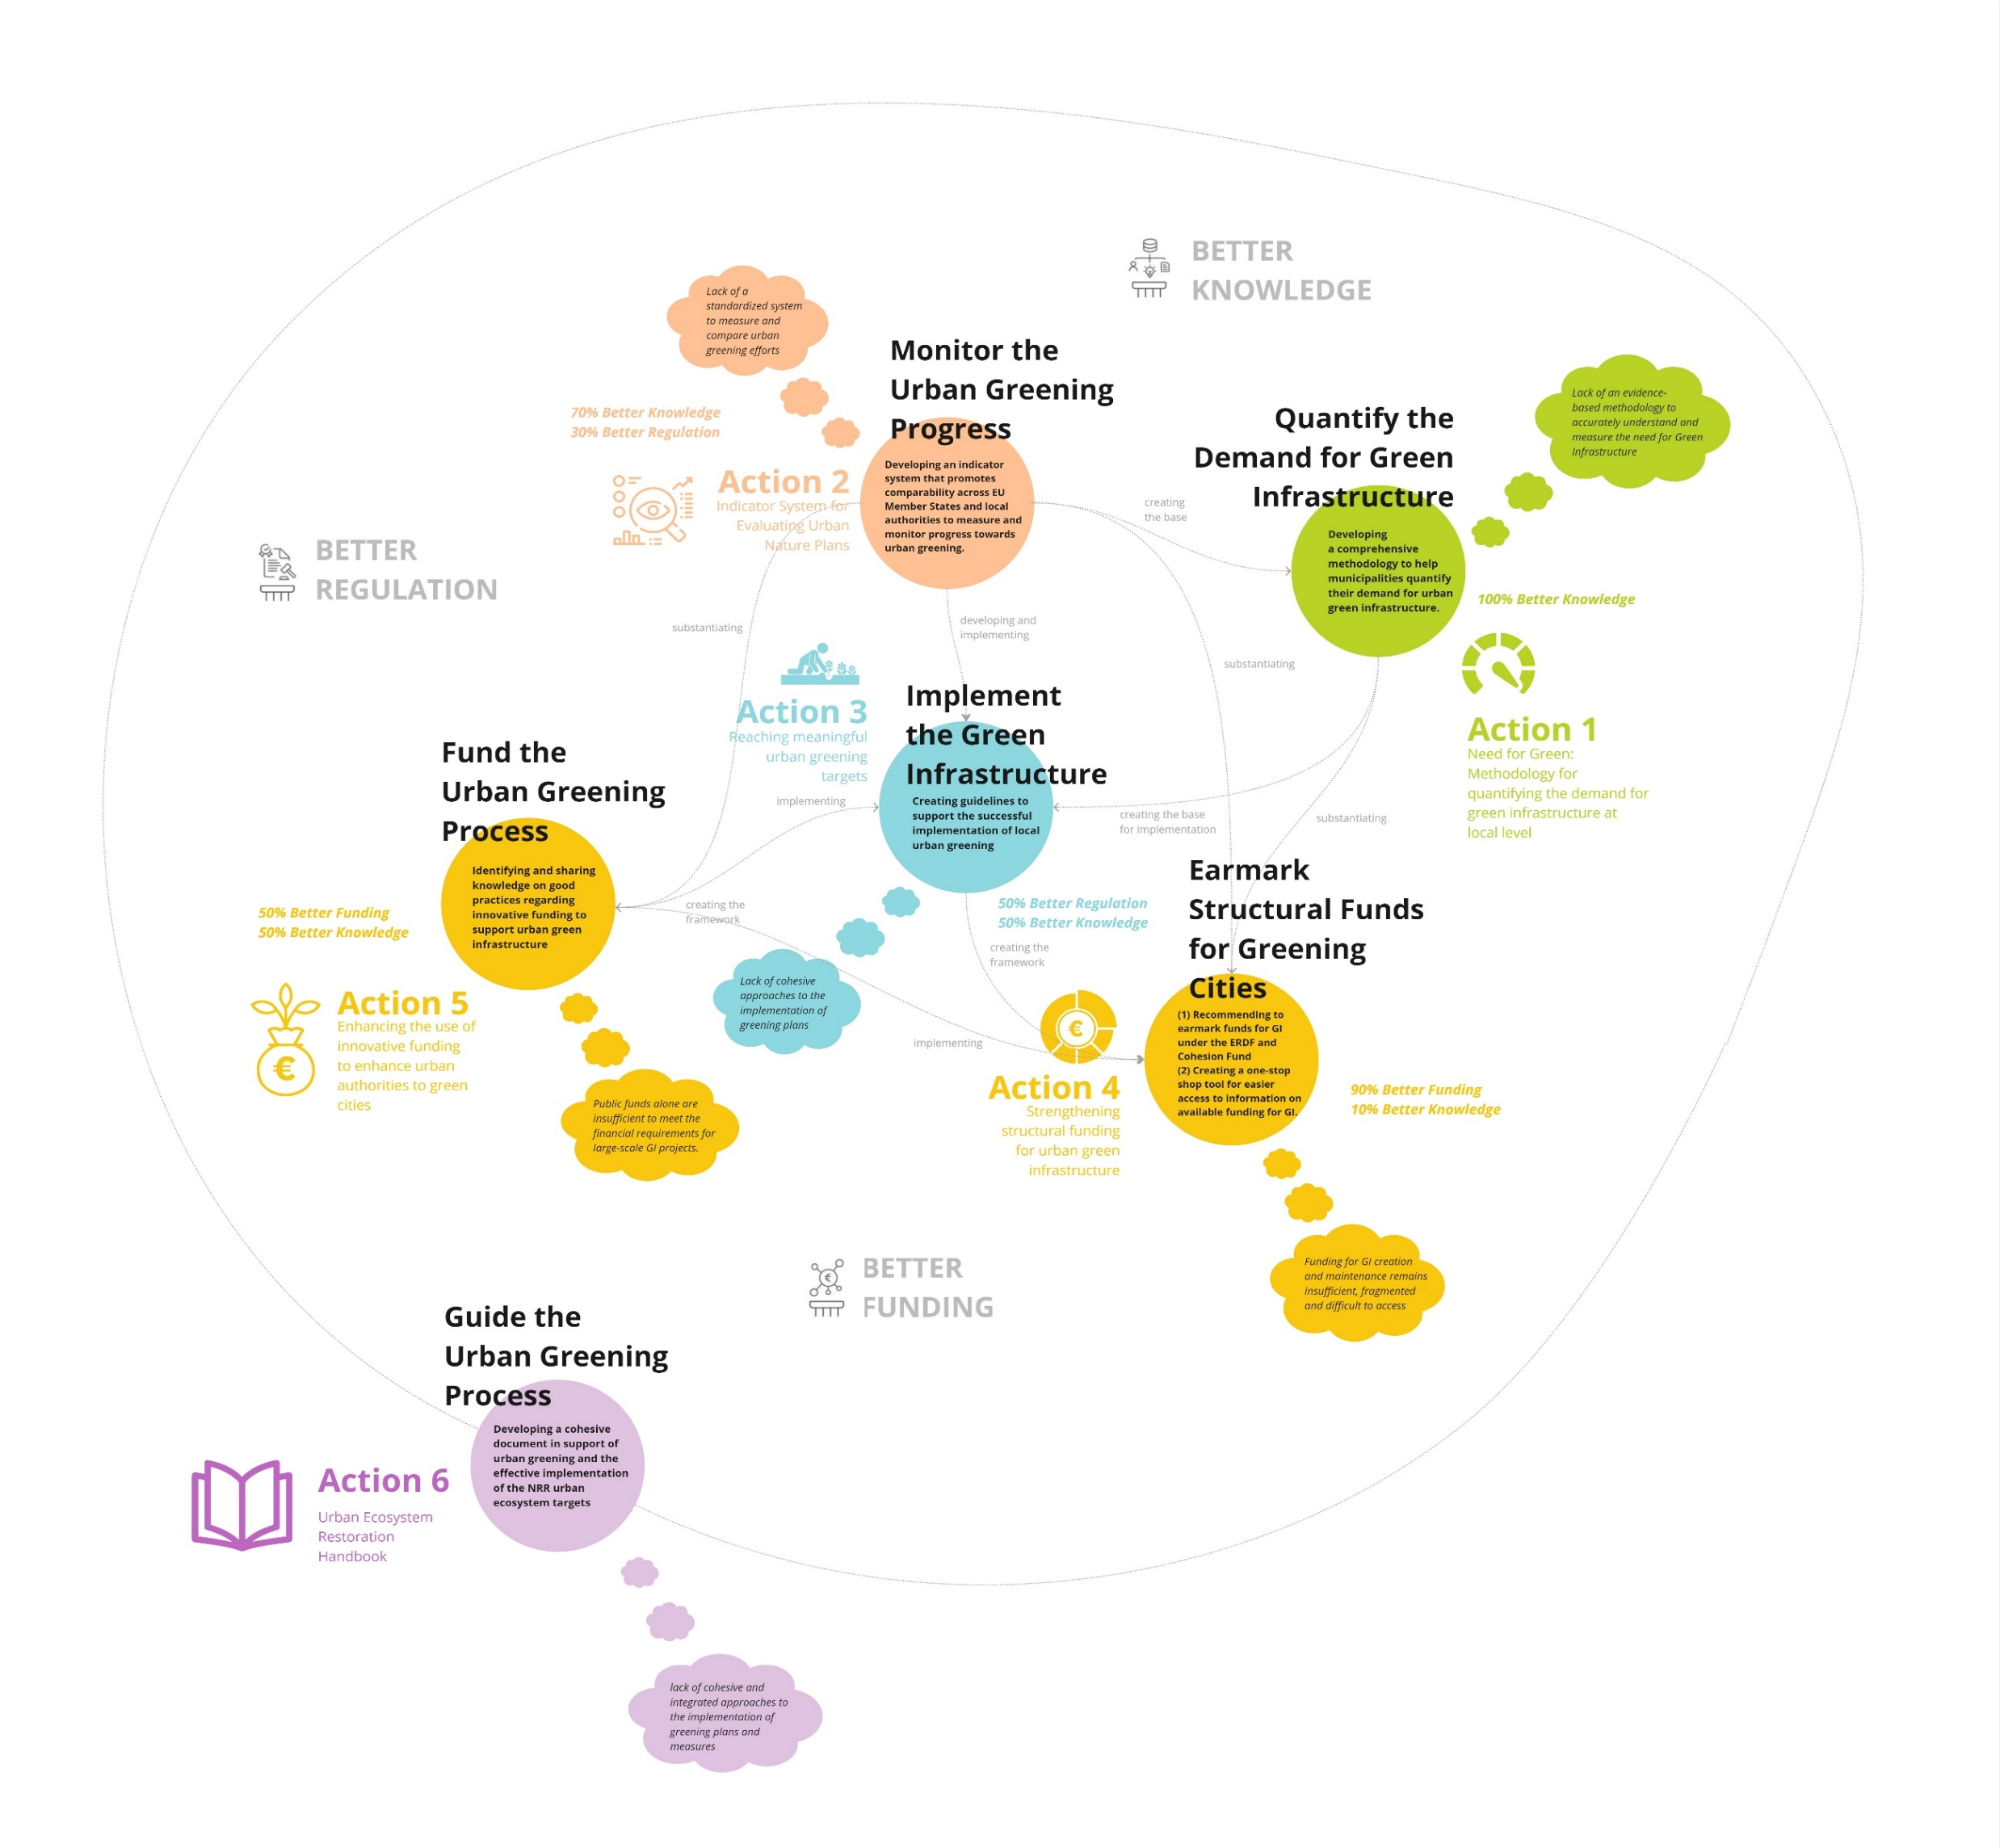 BETTER
KNOWLEDGE
Lack of a
standardized system
to measure and
compare urban
greening efforts
Monitor the
Urban Greening
Progress
70% Better Knowledge
30% Better Regulation
Action 2
Indicator System for
Evaluating Urban
Nature Plans
Developing an indicator
system that promotes
comparability across EU
Member States and local
authorities to measure and
monitor progress towards
urban greening.
Quantify the
Demand for Green
Infrastructure
Lack of an evidence-
based methodology to
accurately understand and
measure the need for Green
Infrastructure
creating
the base
Developing
a comprehensive
methodology to help
municipalities quantify
their demand for urban
green infrastructure.
100% Better Knowledge
Action 1
Need for Green:
Methodology for
quantifying the demand for
green infrastructure at
local level
BETTER
REGULATION
substantiating
developing and
implementing
substantiating
Action 3
Reaching meaningful
urban greening
targets
Implement
the Green
Infrastructure
Creating guidelines to
support the successful
implementation of local
urban greening
implementing
creating the base
for implementation
substantiating
Fund the
Urban Greening
Process
Identifying and sharing
knowledge on good
practices regarding
innovative funding to
support urban green
infrastructure
50% Better Funding
50% Better Knowledge
creating the
framework
50% Better Regulation
50% Better Knowledge
creating the
framework
Earmark
Structural Funds
for Greening
Cities
(1) Recommending to
earmark funds for GI
under the ERDF and
Cohesion Fund
(2) Creating a one-stop
shop tool for easier
access to information on
available funding for GI.
Lack of cohesive
approaches to the
implementation of
greening plans
Action 5
Enhancing the use of
innovative funding
to enhance urban
authorities to green
cities
€
implementing
€
Action 4
Strengthening
structural funding
for urban green
infrastructure
90% Better Funding
10% Better Knowledge
Public funds alone are
insufficient to meet the
financial requirements for
large-scale GI projects.
Funding for GI creation
and maintenance remains
insufficient, fragmented
and difficult to access
€
BETTER
FUNDING
Guide the
Urban Greening
Process
Developing a cohesive
document in support of
urban greening and the
effective implementation
of the NRR urban
ecosystem targets
Action 6
Urban Ecosystem
Restoration
Handbook
lack of cohesive and
integrated approaches to
the implementation of
greening plans and
measures